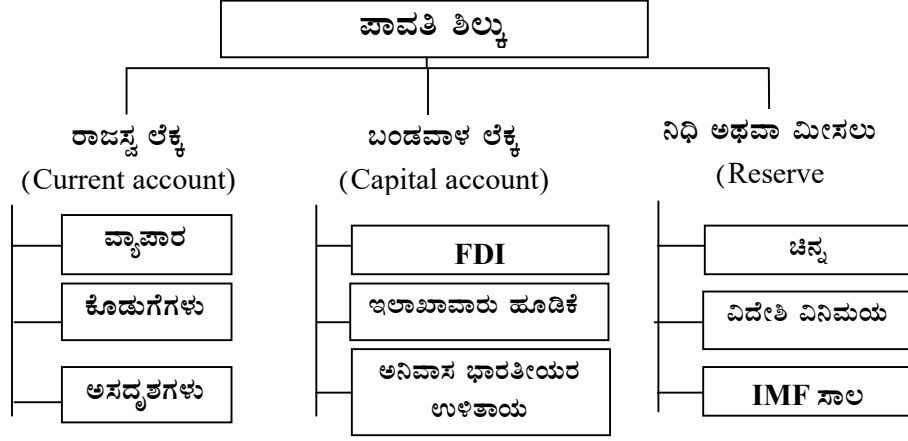 ಪಾವತಿ ಶಿಲ್ಕು
ರಾಜಸ್ವ ಲೆಕ್ಕ
(Current account)
ವ್ಯಾಪಾರ
ಕೊಡುಗೆಗಳು
ಅಸದೃಶಗಳು
ಬಂಡವಾಳ ಲೆಕ್ಕ
(Capital account)
FDI
ಇಲಾಖಾವಾರು ಹೂಡಿಕೆ
ಅನಿವಾಸ ಭಾರತೀಯರ
ಉಳಿತಾಯ
ನಿಧಿ ಅಥವಾ ಮೀಸಲು
(Reserve
ಚಿನ್ನ
ವಿದೇಶಿ ವಿನಿಮಯ
IMF ಸಾಲ